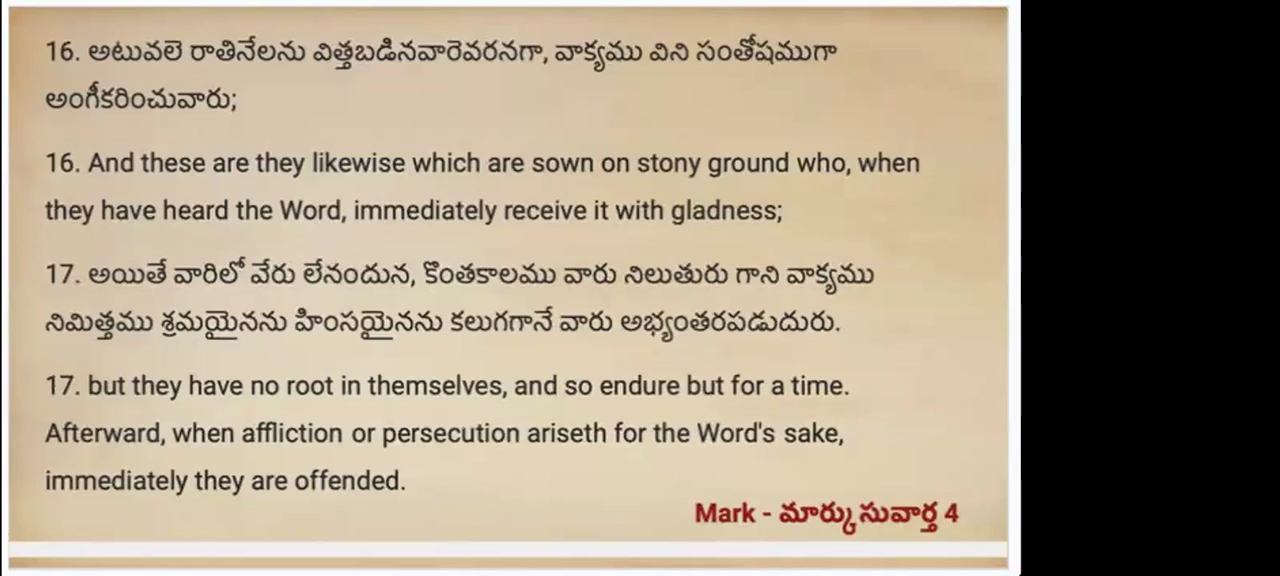 16. అటువలె రాతినేలను విత్తబడినవారెవరనగా, వాక్యము విని సంతోషముగా
అంగీకరించువారు;
16. And these are they likewise which are sown on stony ground who, when
they have heard the Word, immediately receive it with gladness;
17. అయితే వారిలో వేరు లేనందున, కొంతకాలము వారు నిలుతురు గాని వాక్యము
నిమిత్తము శ్రమయైనను హింసయైనను కలుగగానే వారు అభ్యంతరపడుదురు.
17. but they have no root in themselves, and so endure but for a time.
Afterward, when affliction or persecution ariseth for the Word's sake,
immediately they are offended.
Mark - మార్కు సువార్త 4